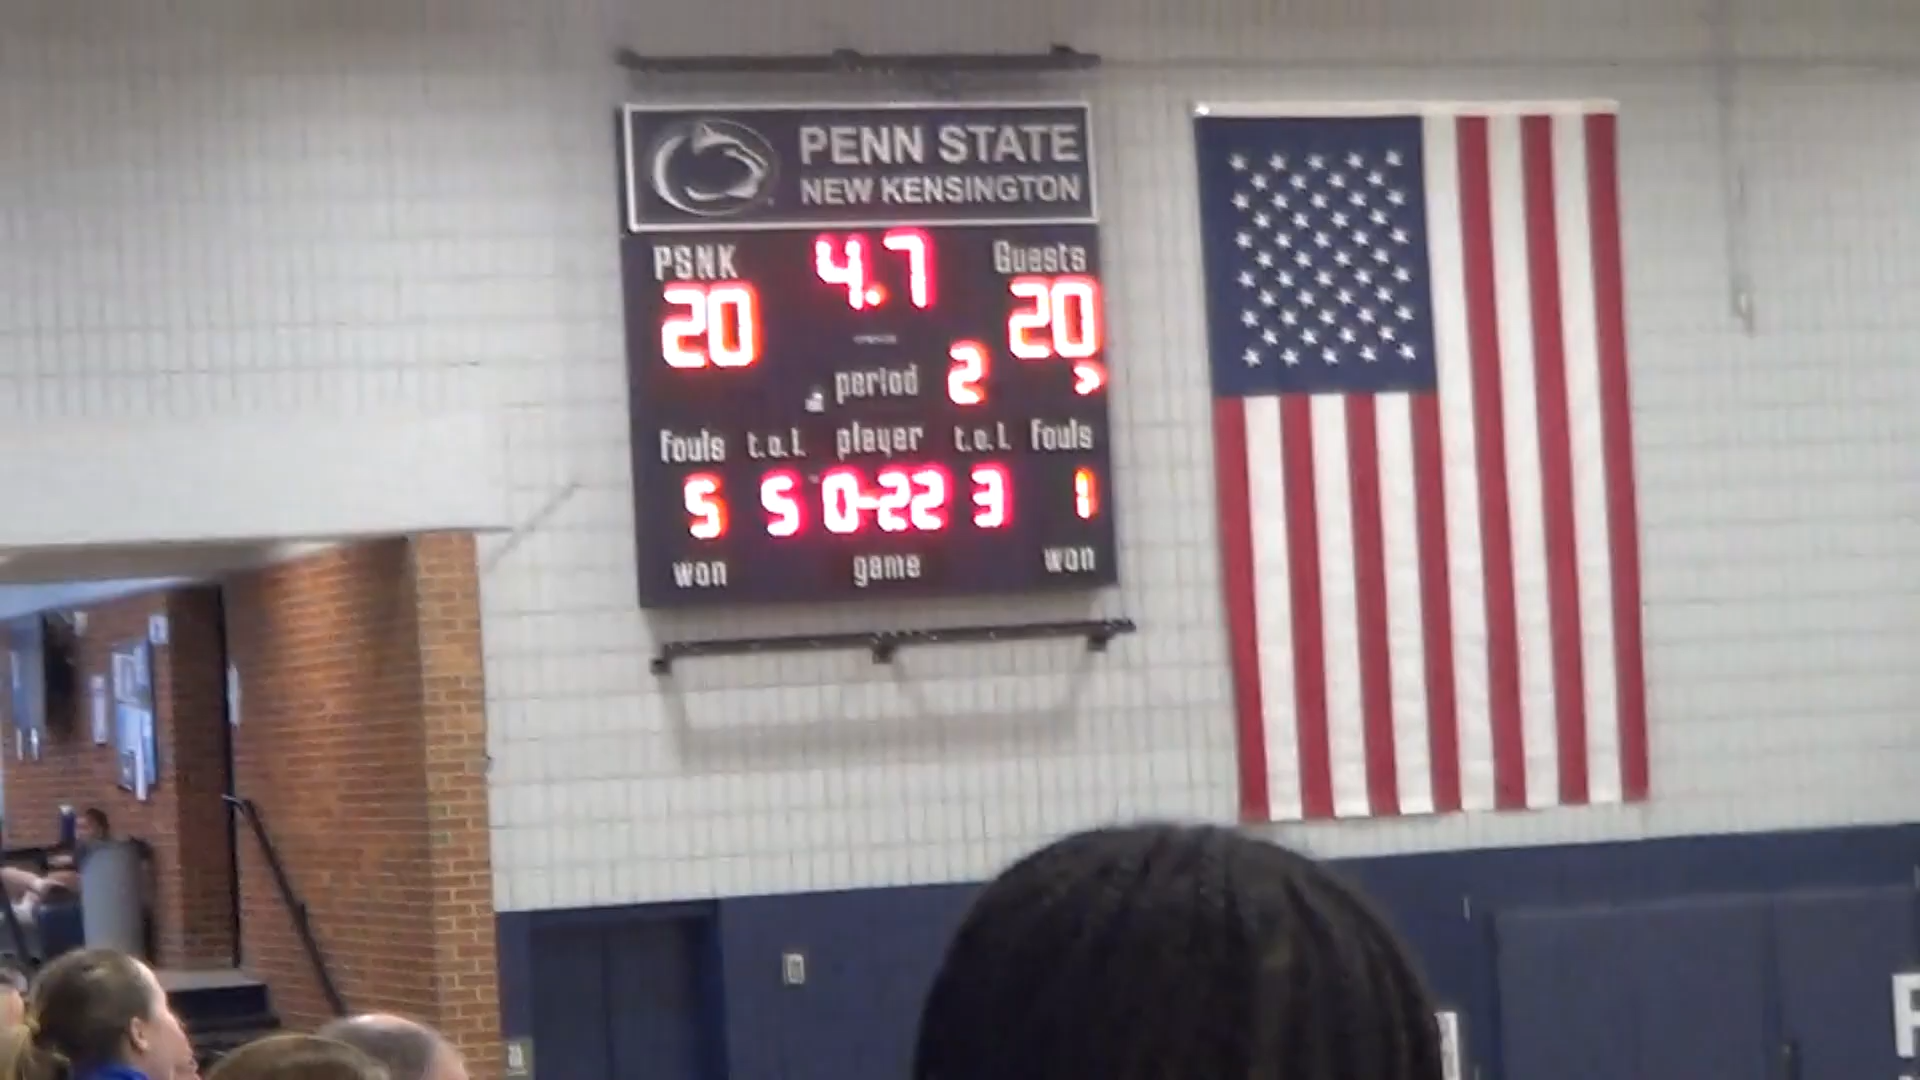 PENN STATE
NEW KENSINGTON
PSNK 4.7 Guests
20 20
period 2 >
fouls t.o.l. player t.o.l. fouls
5 5 0-22 3 1
won game won